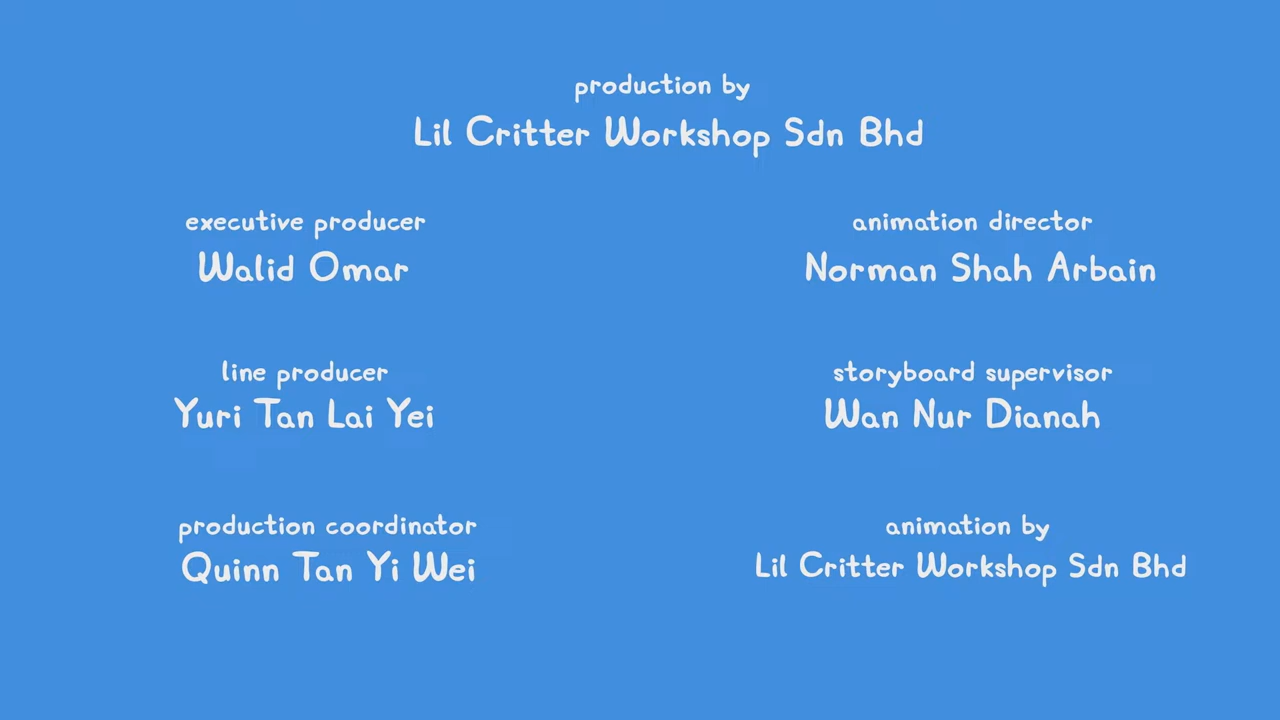 production by
Lil Critter Workshop Sdn Bhd
executive producer
Walid Omar
animation director
Norman Shah Arbain
line producer
Yuri Tan Lai Yei
storyboard supervisor
Wan Nur Dianah
production coordinator
Quinn Tan Yi Wei
animation by
Lil Critter Workshop Sdn Bhd